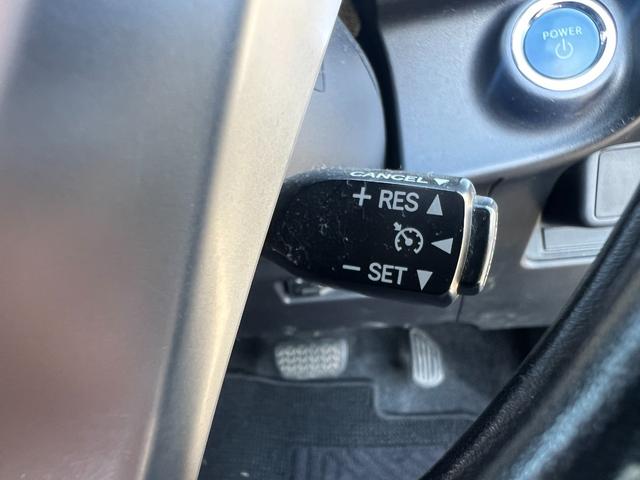 POWER
CANCEL ▼
+ RES ▲
◀
− SET ▼